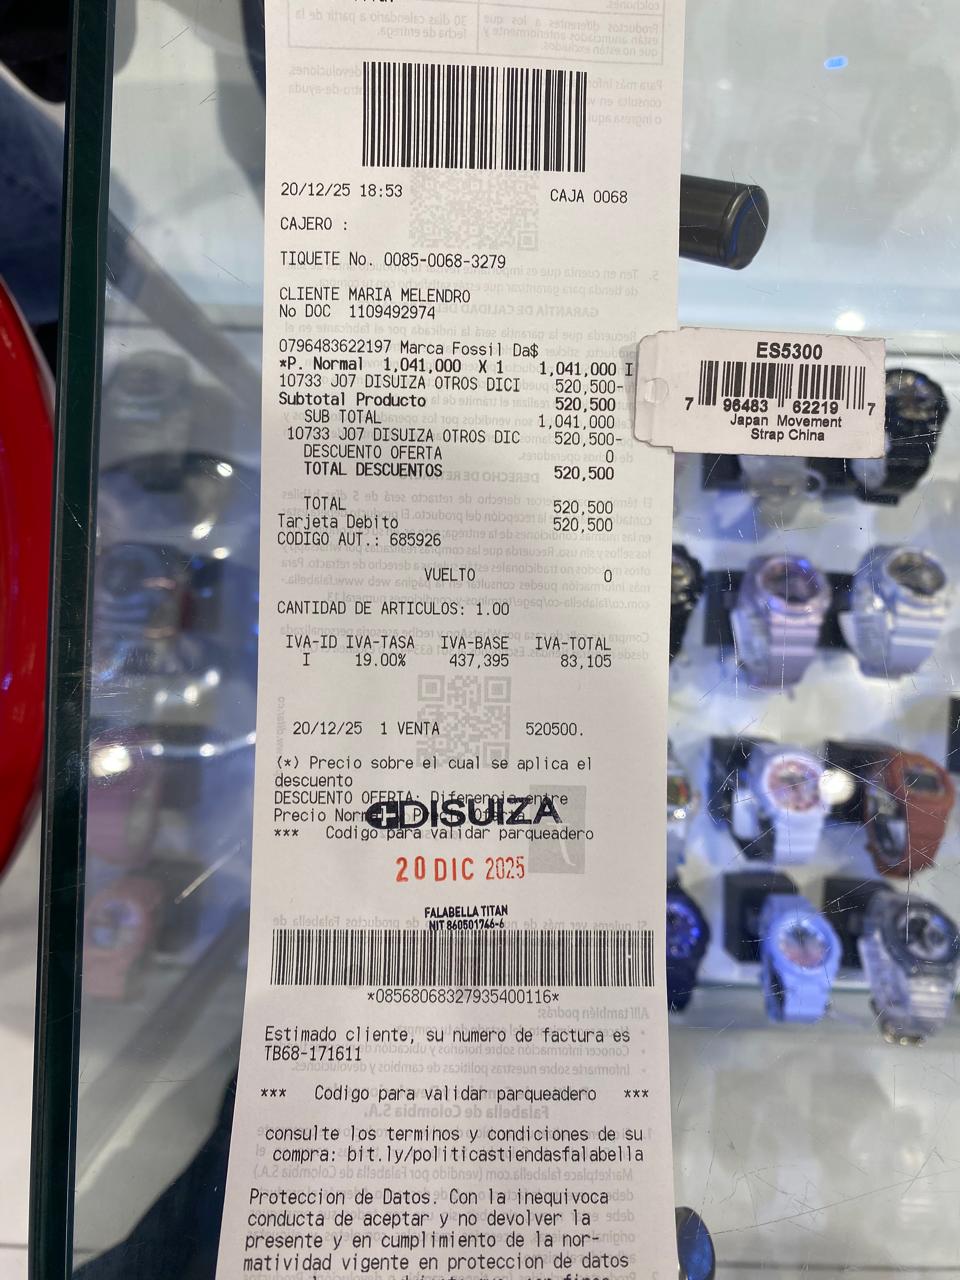 20/12/25 18:53 CAJA 0068
CAJERO :
TIQUETE No. 0085-0068-3279
CLIENTE MARIA MELENDRO
No DOC 1109492974
0796483622197 Marca Fossil Da$
*P. Normal 1,041,000 X 1 1,041,000 I
10733 J07 DISUIZA OTROS DICI 520,500-
Subtotal Producto 520,500
SUB TOTAL 1,041,000
10733 J07 DISUIZA OTROS DIC 520,500-
DESCUENTO OFERTA 0
TOTAL DESCUENTOS 520,500
TOTAL 520,500
Tarjeta Debito 520,500
CODIGO AUT.: 685926
VUELTO 0
CANTIDAD DE ARTICULOS: 1.00
IVA-ID IVA-TASA IVA-BASE IVA-TOTAL
I 19.00% 437,395 83,105
20/12/25 1 VENTA 520500.
(*) Precio sobre el cual se aplica el
descuento
DESCUENTO OFERTA: Diferencia entre
Precio Normal
DISUIZA
*** Codigo para validar parqueadero
20 DIC 2025
FALABELLA TITAN
NIT 860501746-6
*08568068327935400116*
Estimado cliente, su numero de factura es
TB68-171611
*** Codigo para validar parqueadero ***
consulte los terminos y condiciones de su
compra: bit.ly/politicastiendasfalabella
Proteccion de Datos. Con la inequivoca
conducta de aceptar y no devolver la
presente y en cumplimiento de la nor-
matividad vigente en proteccion de datos
ES5300
7 96483 62219 7
Japan Movement
Strap China